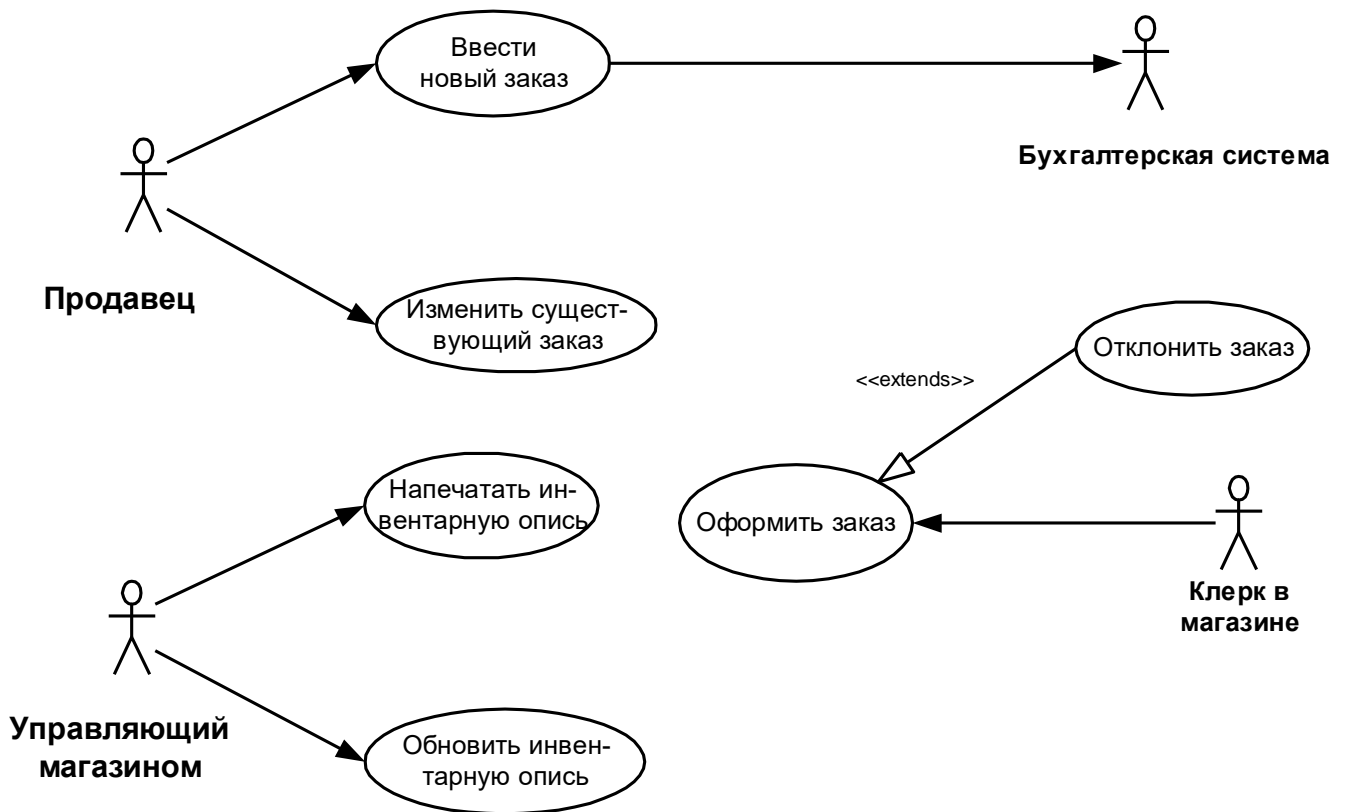 Ввести
новый заказ
Бухгалтерская система
Продавец
Изменить сущест-
вующий заказ
Отклонить заказ
<<extends>>
Напечатать ин-
вентарную опись
Оформить заказ
Клерк в
магазине
Управляющий
магазином
Обновить инвен-
тарную опись